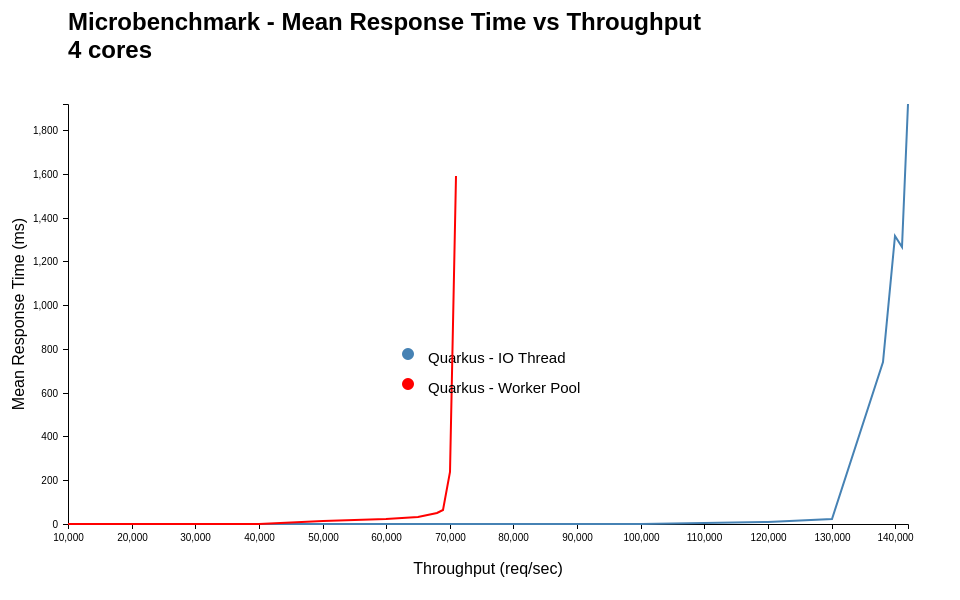 Microbenchmark - Mean Response Time vs Throughput
4 cores
Mean Response Time (ms)
1,800
1,600
1,400
1,200
1,000
800
600
400
200
0
Quarkus - IO Thread
Quarkus - Worker Pool
10,000 20,000 30,000 40,000 50,000 60,000 70,000 80,000 90,000 100,000 110,000 120,000 130,000 140,000
Throughput (req/sec)